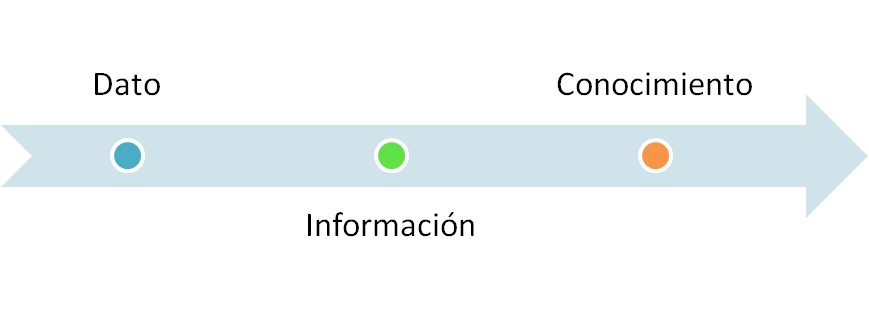 Dato
Información
Conocimiento